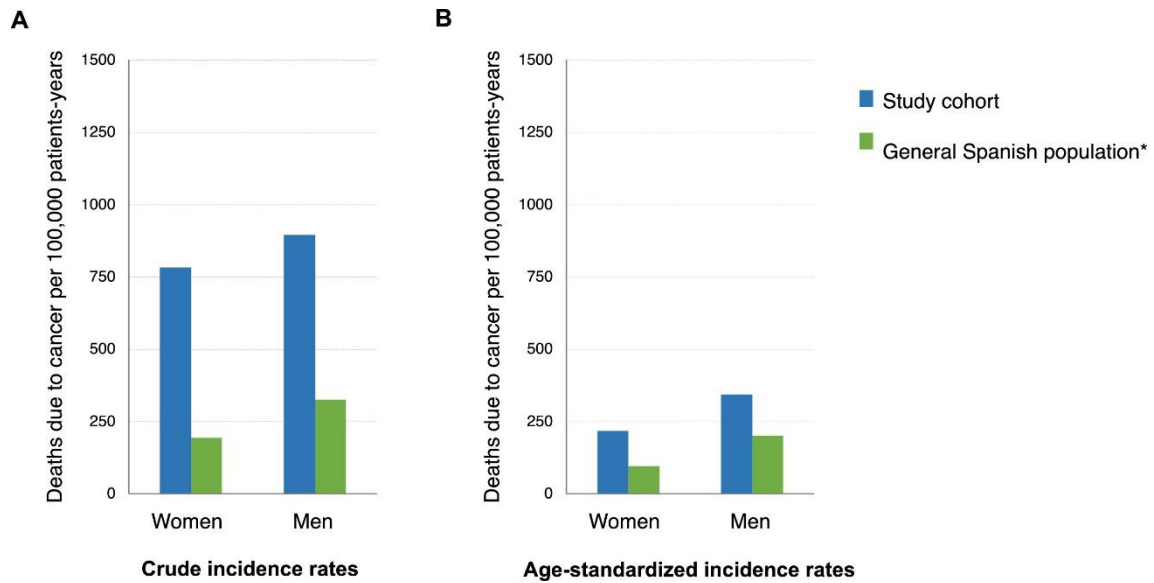 A
Deaths due to cancer per 100,000 patients-years
1500
1250
1000
750
500
250
0
Women Men
Crude incidence rates
B
Deaths due to cancer per 100,000 patients-years
1500
1250
1000
750
500
250
0
Women Men
Age-standardized incidence rates
Study cohort
General Spanish population*